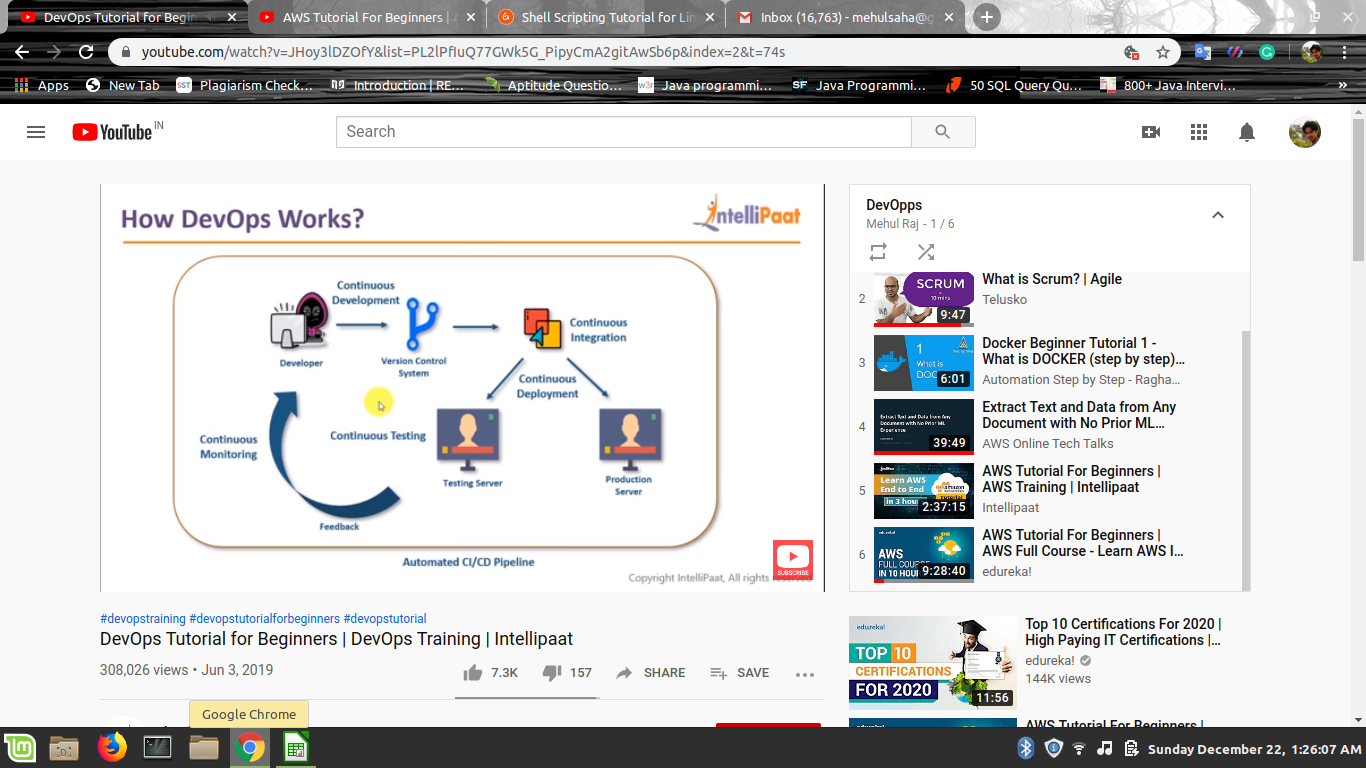 DevOps Tutorial for Begin
AWS Tutorial For Beginners | A
Shell Scripting Tutorial for Lin
Inbox (16,763) - mehulsaha@g
youtube.com/watch?v=JHoy3lDZOfY&list=PL2lPfIuQ77GWk5G_PipyCmA2gitAwSb6p&index=2&t=74s
Apps
New Tab
SST
Plagiarism Check...
Introduction | RE...
Aptitude Questio...
w3r
Java programmi...
SF
Java Programmi...
50 SQL Query Qu...
800+ Java Intervi...
»
YouTube IN
Search
How DevOps Works?
IntelliPaat
Continuous
Development
Developer
Version Control
System
Continuous
Integration
Continuous
Deployment
Continuous
Monitoring
Continuous Testing
Testing Server
Production
Server
Feedback
Automated CI/CD Pipeline
SUBSCRIBE
Copyright IntelliPaat, All rights reserved
DevOpps
Mehul Raj - 1 / 6
2
SCRUM
10 mins
9:47
What is Scrum? | Agile
Telusko
3
1
What is
DOC
6:01
Docker Beginner Tutorial 1 -
What is DOCKER (step by step)...
Automation Step by Step - Ragha...
4
Extract Text and Data from Any
Document with No Prior ML
Experience
39:49
Extract Text and Data from Any
Document with No Prior ML...
AWS Online Tech Talks
5
Learn AWS
End to End
in 3 hou
amazon
2:37:15
AWS Tutorial For Beginners |
AWS Training | Intellipaat
Intellipaat
6
AWS
FULL COURSE
IN 10 HOU
9:28:40
AWS Tutorial For Beginners |
AWS Full Course - Learn AWS I...
edureka!
#devopstraining #devopstutorialforbeginners #devopstutorial
DevOps Tutorial for Beginners | DevOps Training | Intellipaat
308,026 views • Jun 3, 2019
7.3K
157
SHARE
SAVE
edureka!
TOP 10
CERTIFICATIONS
FOR 2020
11:56
Top 10 Certifications For 2020 |
High Paying IT Certifications |...
edureka!
144K views
AWS Tutorial For Beginners |
Google Chrome
Sunday December 22, 1:26:07 AM